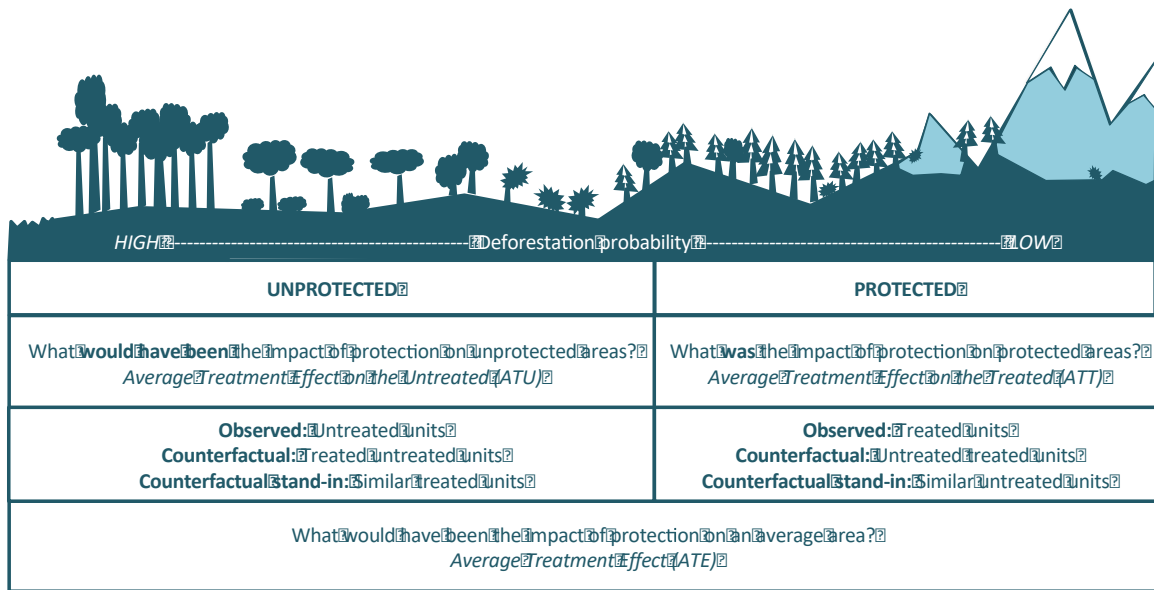 HIGH ---------------------------------------------- Deforestation probability ---------------------------------------------- LOW
UNPROTECTED
PROTECTED
What would have been the impact of protection on unprotected areas?
Average Treatment Effect on the Untreated (ATU)
What was the impact of protection on protected areas?
Average Treatment Effect on the Treated (ATT)
Observed: Untreated units
Counterfactual: Treated untreated units
Counterfactual stand-in: Similar treated units
Observed: Treated units
Counterfactual: Untreated treated units
Counterfactual stand-in: Similar untreated units
What would have been the impact of protection on an average area?
Average Treatment Effect (ATE)